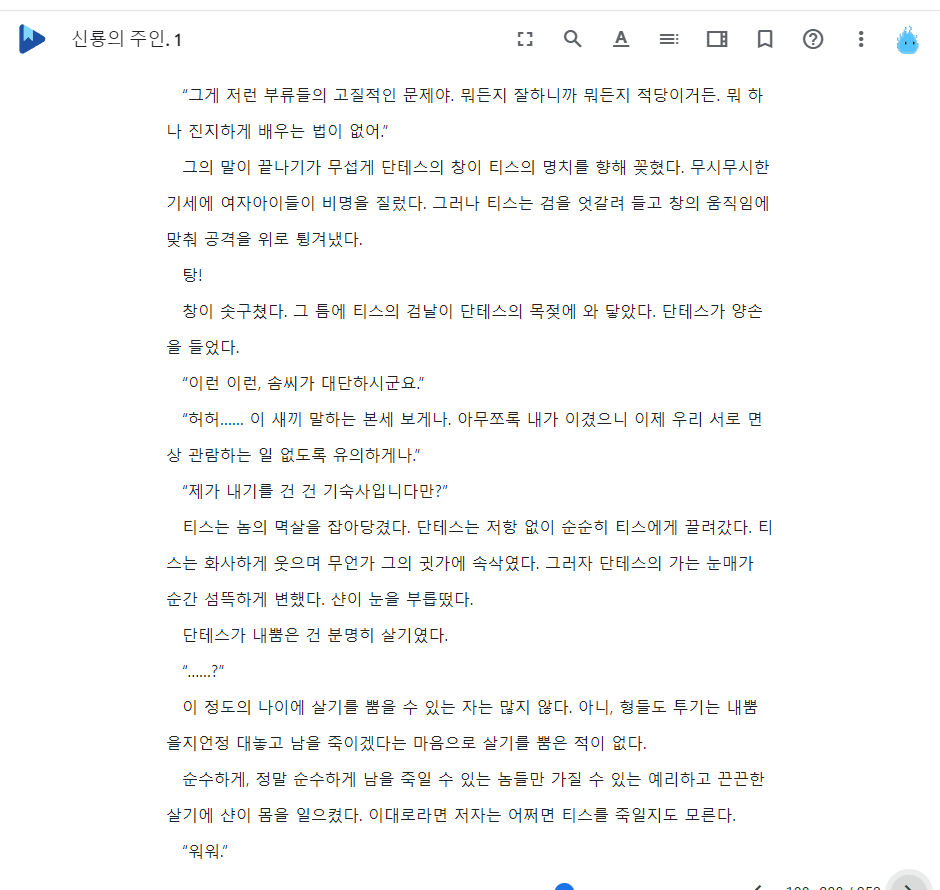 신룡의 주인. 1
“그게 저런 부류들의 고질적인 문제야. 뭐든지 잘하니까 뭐든지 적당이거든. 뭐 하
나 진지하게 배우는 법이 없어.”
그의 말이 끝나기가 무섭게 단테스의 창이 티스의 명치를 향해 꽂혔다. 무시무시한
기세에 여자아이들이 비명을 질렀다. 그러나 티스는 검을 엇갈려 들고 창의 움직임에
맞춰 공격을 위로 튕겨냈다.
탕!
창이 솟구쳤다. 그 틈에 티스의 검날이 단테스의 목젖에 와 닿았다. 단테스가 양손
을 들었다.
“이런 이런, 솜씨가 대단하시군요.”
“허허…… 이 새끼 말하는 본세 보게나. 아무쪼록 내가 이겼으니 이제 우리 서로 면
상 관람하는 일 없도록 유의하게나.”
“제가 내기를 건 건 기숙사입니다만?”
티스는 놈의 멱살을 잡아당겼다. 단테스는 저항 없이 순순히 티스에게 끌려갔다. 티
스는 화사하게 웃으며 무언가 그의 귓가에 속삭였다. 그러자 단테스의 가는 눈매가
순간 섬뜩하게 변했다. 샨이 눈을 부릅떴다.
단테스가 내뿜은 건 분명히 살기였다.
“……?”
이 정도의 나이에 살기를 뿜을 수 있는 자는 많지 않다. 아니, 형들도 투기는 내뿜
을지언정 대놓고 남을 죽이겠다는 마음으로 살기를 뿜은 적이 없다.
순수하게, 정말 순수하게 남을 죽일 수 있는 놈들만 가질 수 있는 예리하고 끈끈한
살기에 샨이 몸을 일으켰다. 이대로라면 저자는 어쩌면 티스를 죽일지도 모른다.
“워워.”